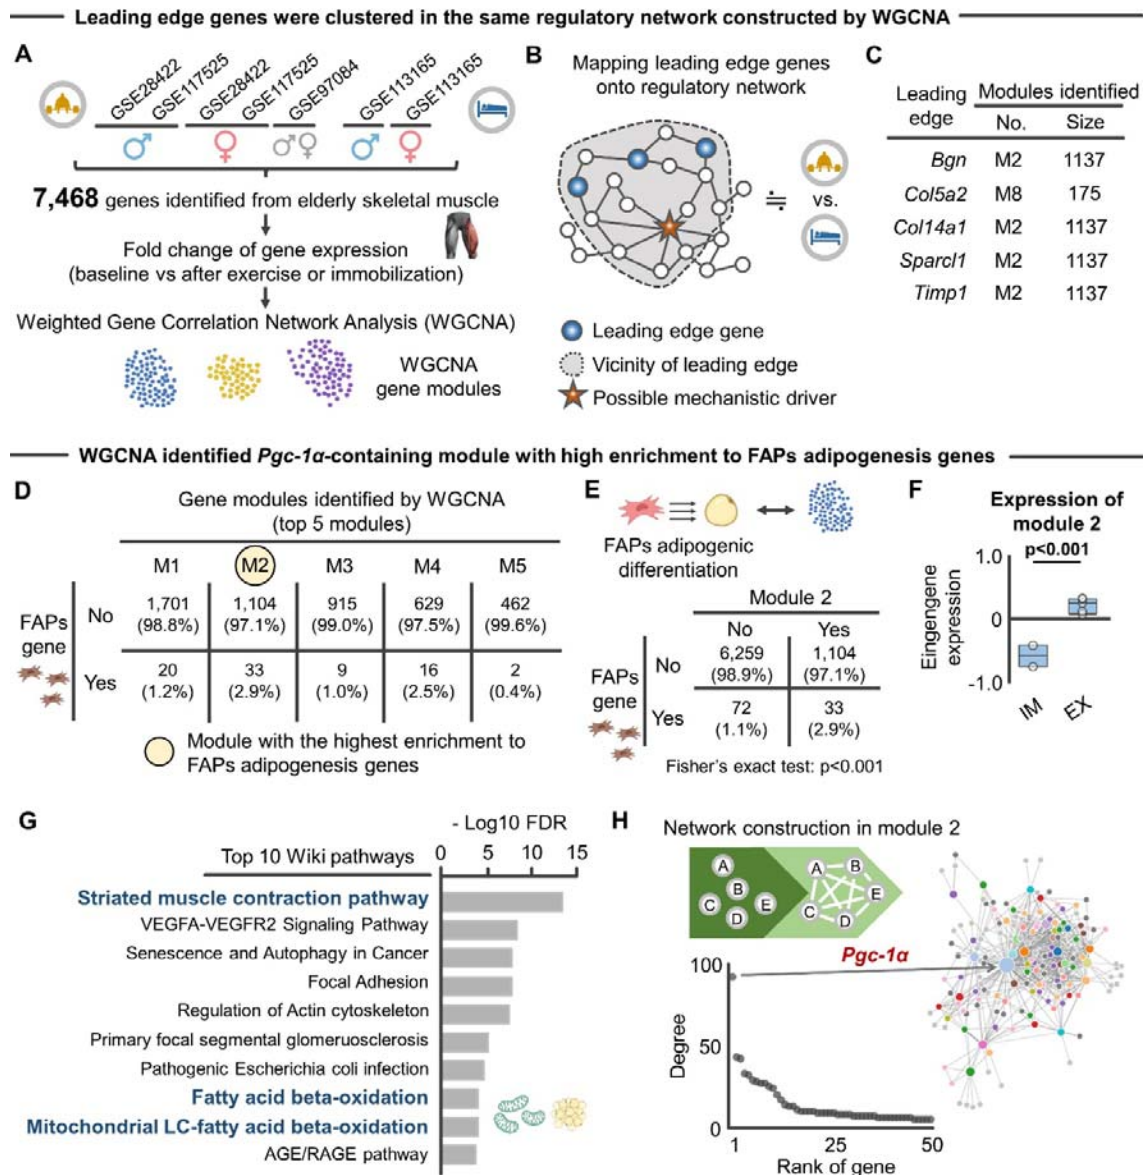 Leading edge genes were clustered in the same regulatory network constructed by WGCNA
A
GSE28422
GSE117525
GSE28422
GSE117525
GSE97084
GSE113165
GSE113165
7,468 genes identified from elderly skeletal muscle
Fold change of gene expression
(baseline vs after exercise or immobilization)
Weighted Gene Correlation Network Analysis (WGCNA)
WGCNA
gene modules
B
Mapping leading edge genes
onto regulatory network
≒
vs.
Leading edge gene
Vicinity of leading edge
Possible mechanistic driver
C
Leading
edge
Modules identified
No. Size
Bgn M2 1137
Col5a2 M8 175
Col14a1 M2 1137
Sparcl1 M2 1137
Timp1 M2 1137
WGCNA identified Pgc-1α-containing module with high enrichment to FAPs adipogenesis genes
D
Gene modules identified by WGCNA
(top 5 modules)
M1 M2 M3 M4 M5
FAPs
gene
No
1,701 1,104 915 629 462
(98.8%) (97.1%) (99.0%) (97.5%) (99.6%)
Yes
20 33 9 16 2
(1.2%) (2.9%) (1.0%) (2.5%) (0.4%)
Module with the highest enrichment to
FAPs adipogenesis genes
E
FAPs adipogenic
differentiation
Module 2
No Yes
FAPs
gene
No
6,259 1,104
(98.9%) (97.1%)
Yes
72 33
(1.1%) (2.9%)
Fisher's exact test: p<0.001
F
Expression of
module 2
p<0.001
Eingengene
expression
1.0
0
-1.0
IM
EX
G
- Log10 FDR
Top 10 Wiki pathways
0 5 10 15
Striated muscle contraction pathway
VEGFA-VEGFR2 Signaling Pathway
Senescence and Autophagy in Cancer
Focal Adhesion
Regulation of Actin cytoskeleton
Primary focal segmental glomeruosclerosis
Pathogenic Escherichia coli infection
Fatty acid beta-oxidation
Mitochondrial LC-fatty acid beta-oxidation
AGE/RAGE pathway
H
Network construction in module 2
A
B
C
D
E
A
B
C
D
E
Pgc-1α
Degree
100
50
0
1 25 50
Rank of gene